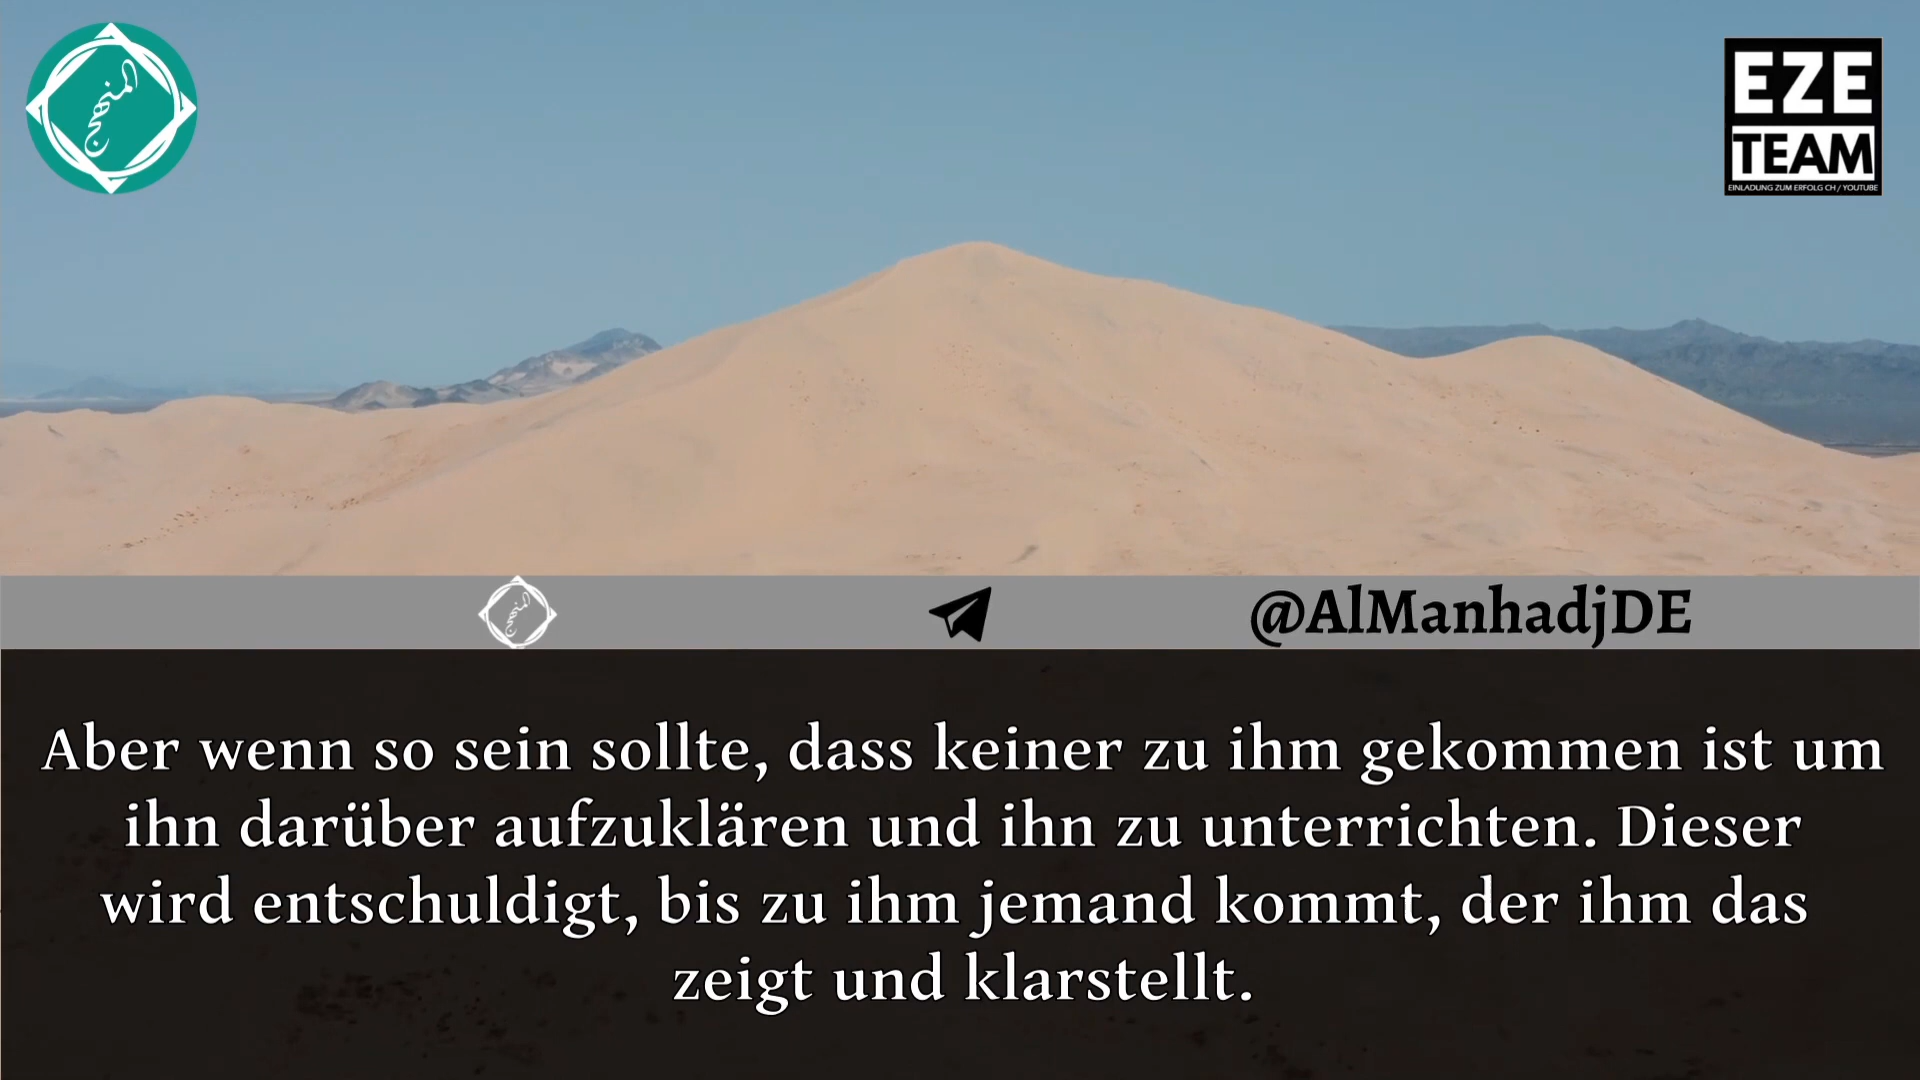 المنهج
EZE
TEAM
EINLADUNG ZUM ERFOLG CH / YOUTUBE
المنهج
@AlManhadjDE
Aber wenn so sein sollte, dass keiner zu ihm gekommen ist um
ihn darüber aufzuklären und ihn zu unterrichten. Dieser
wird entschuldigt, bis zu ihm jemand kommt, der ihm das
zeigt und klarstellt.